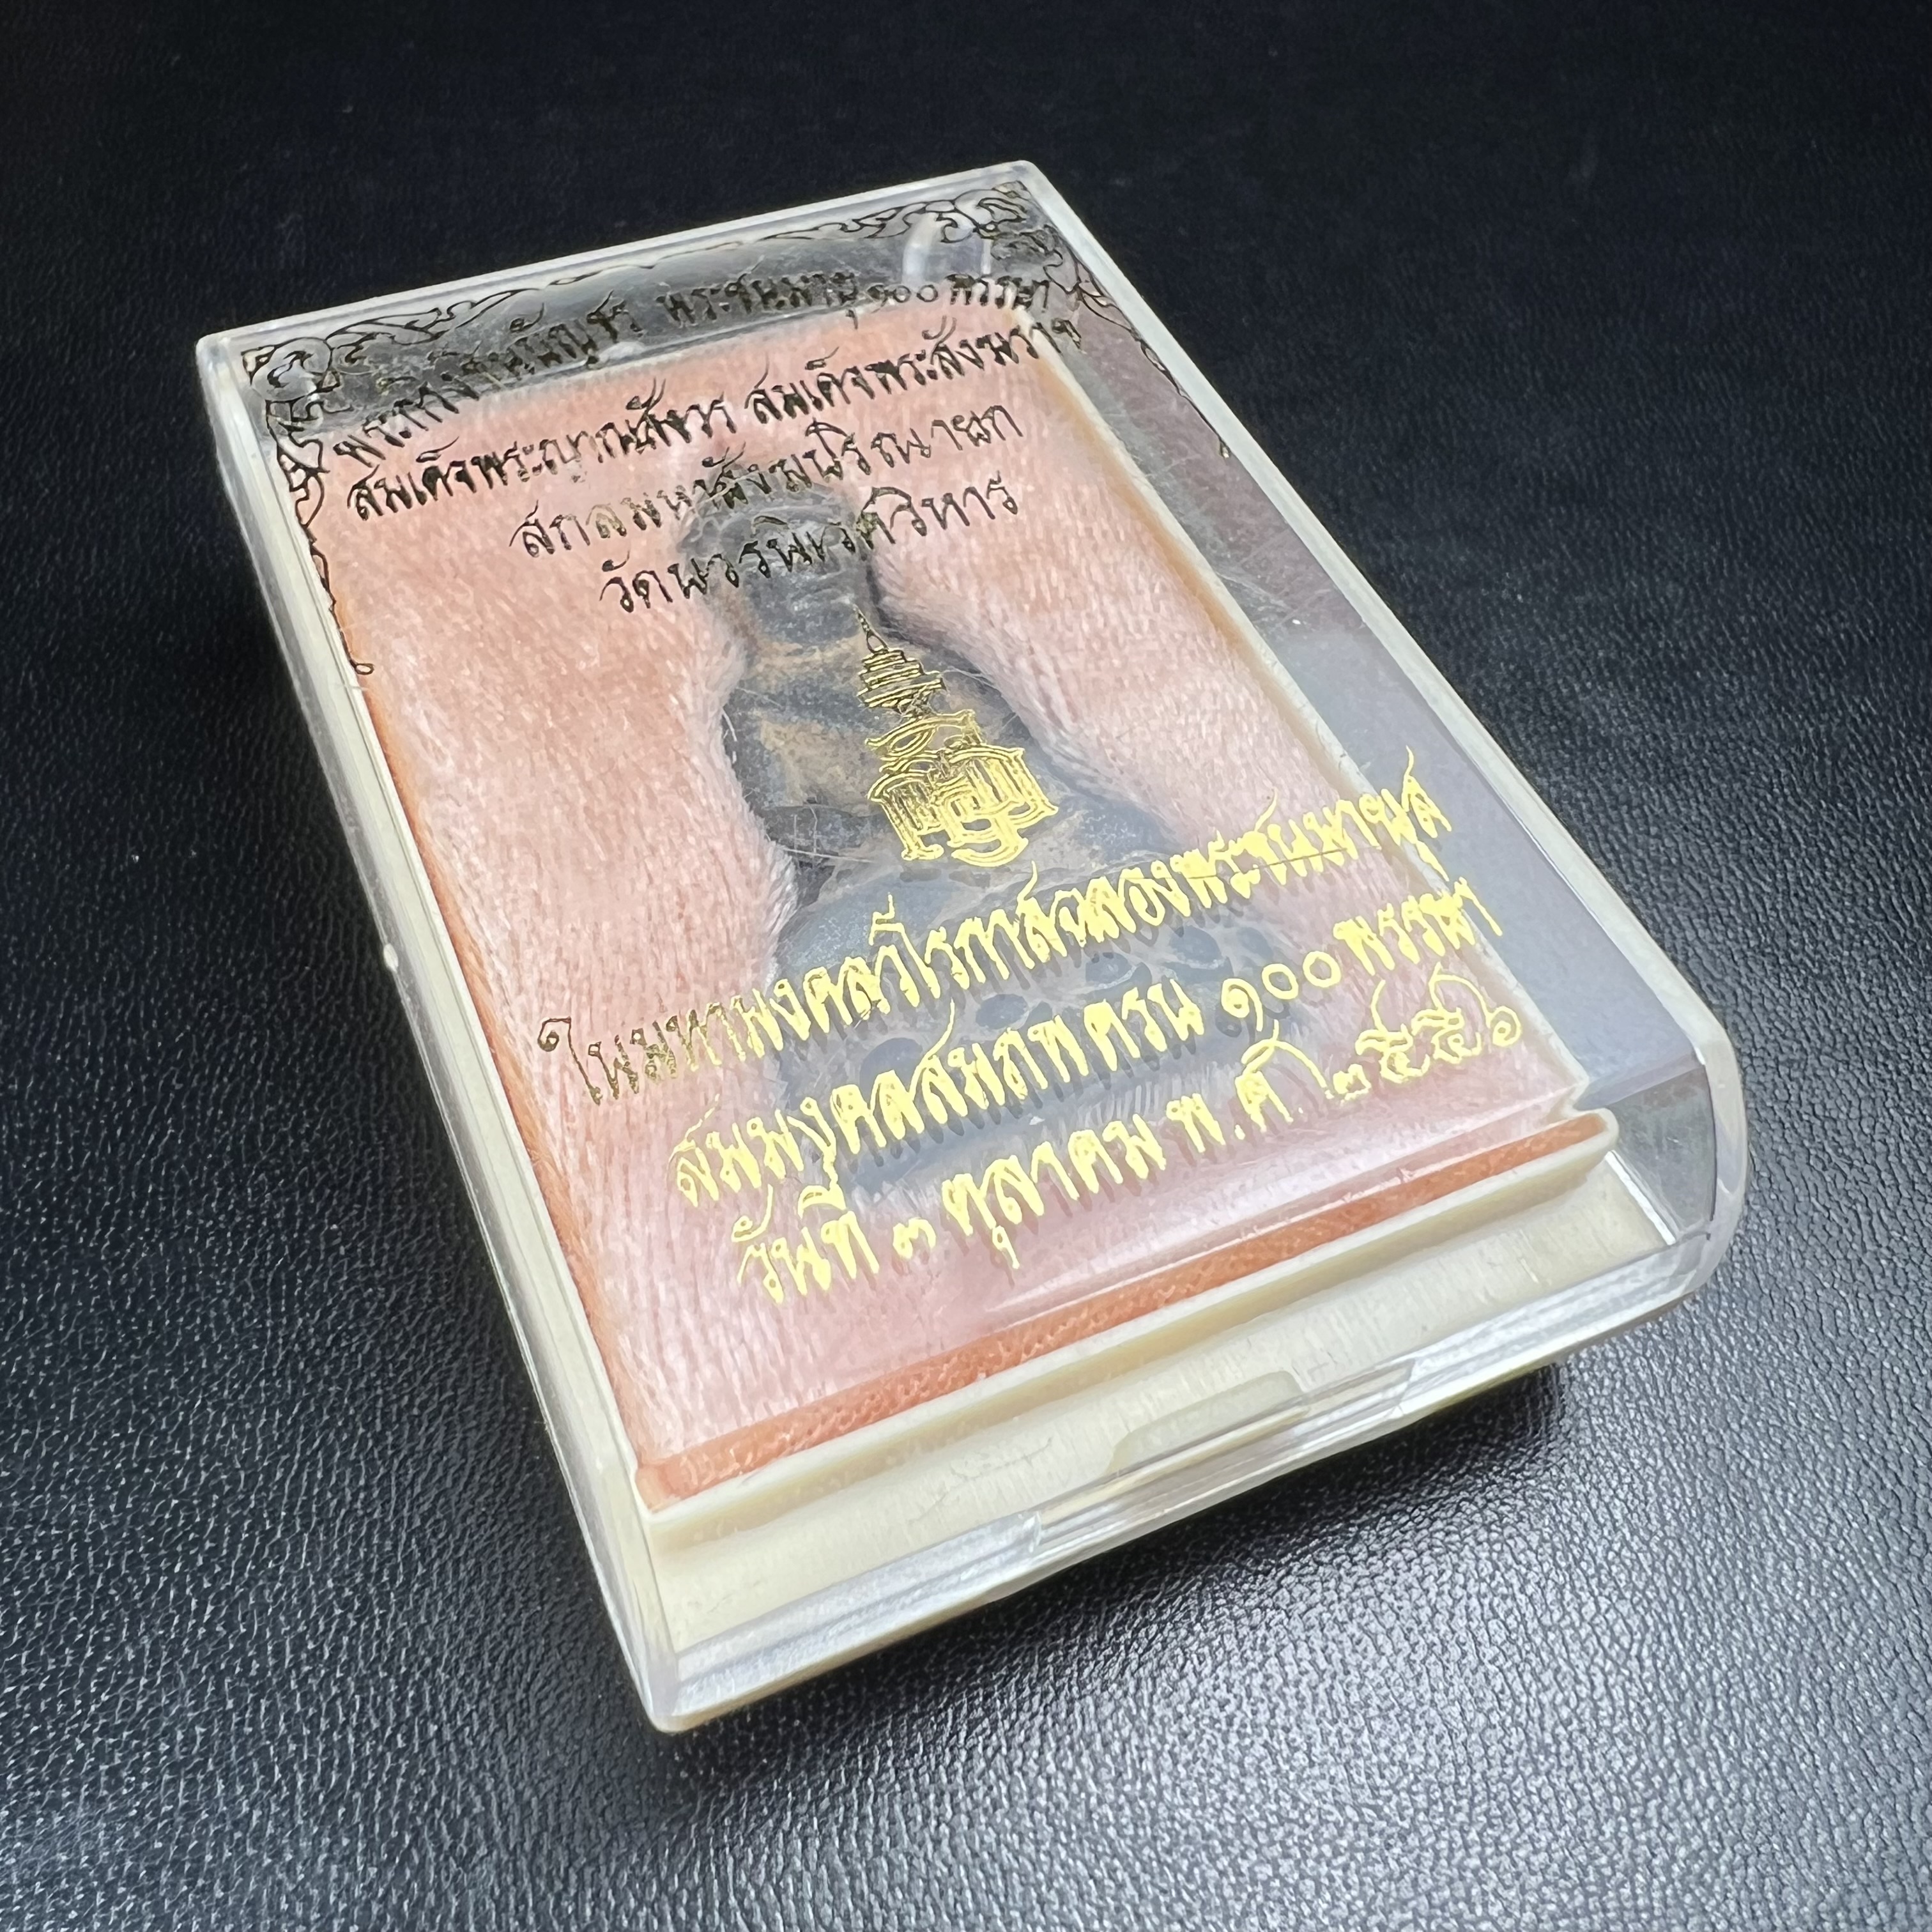 พระกริ่งชินบัญชร พระชนมายุ ๑๐๐ พรรษา
สมเด็จพระญาณสังวร สมเด็จพระสังฆราช
สกลมหาสังฆปริณายก
วัดบวรนิเวศวิหาร
ในมหามงคลวโรกาสฉลองพระชนมายุ
สมมงคลสมภพครบ ๑๐๐ พรรษา
วันที่ ๓ ตุลาคม พ.ศ. ๒๕๕๖